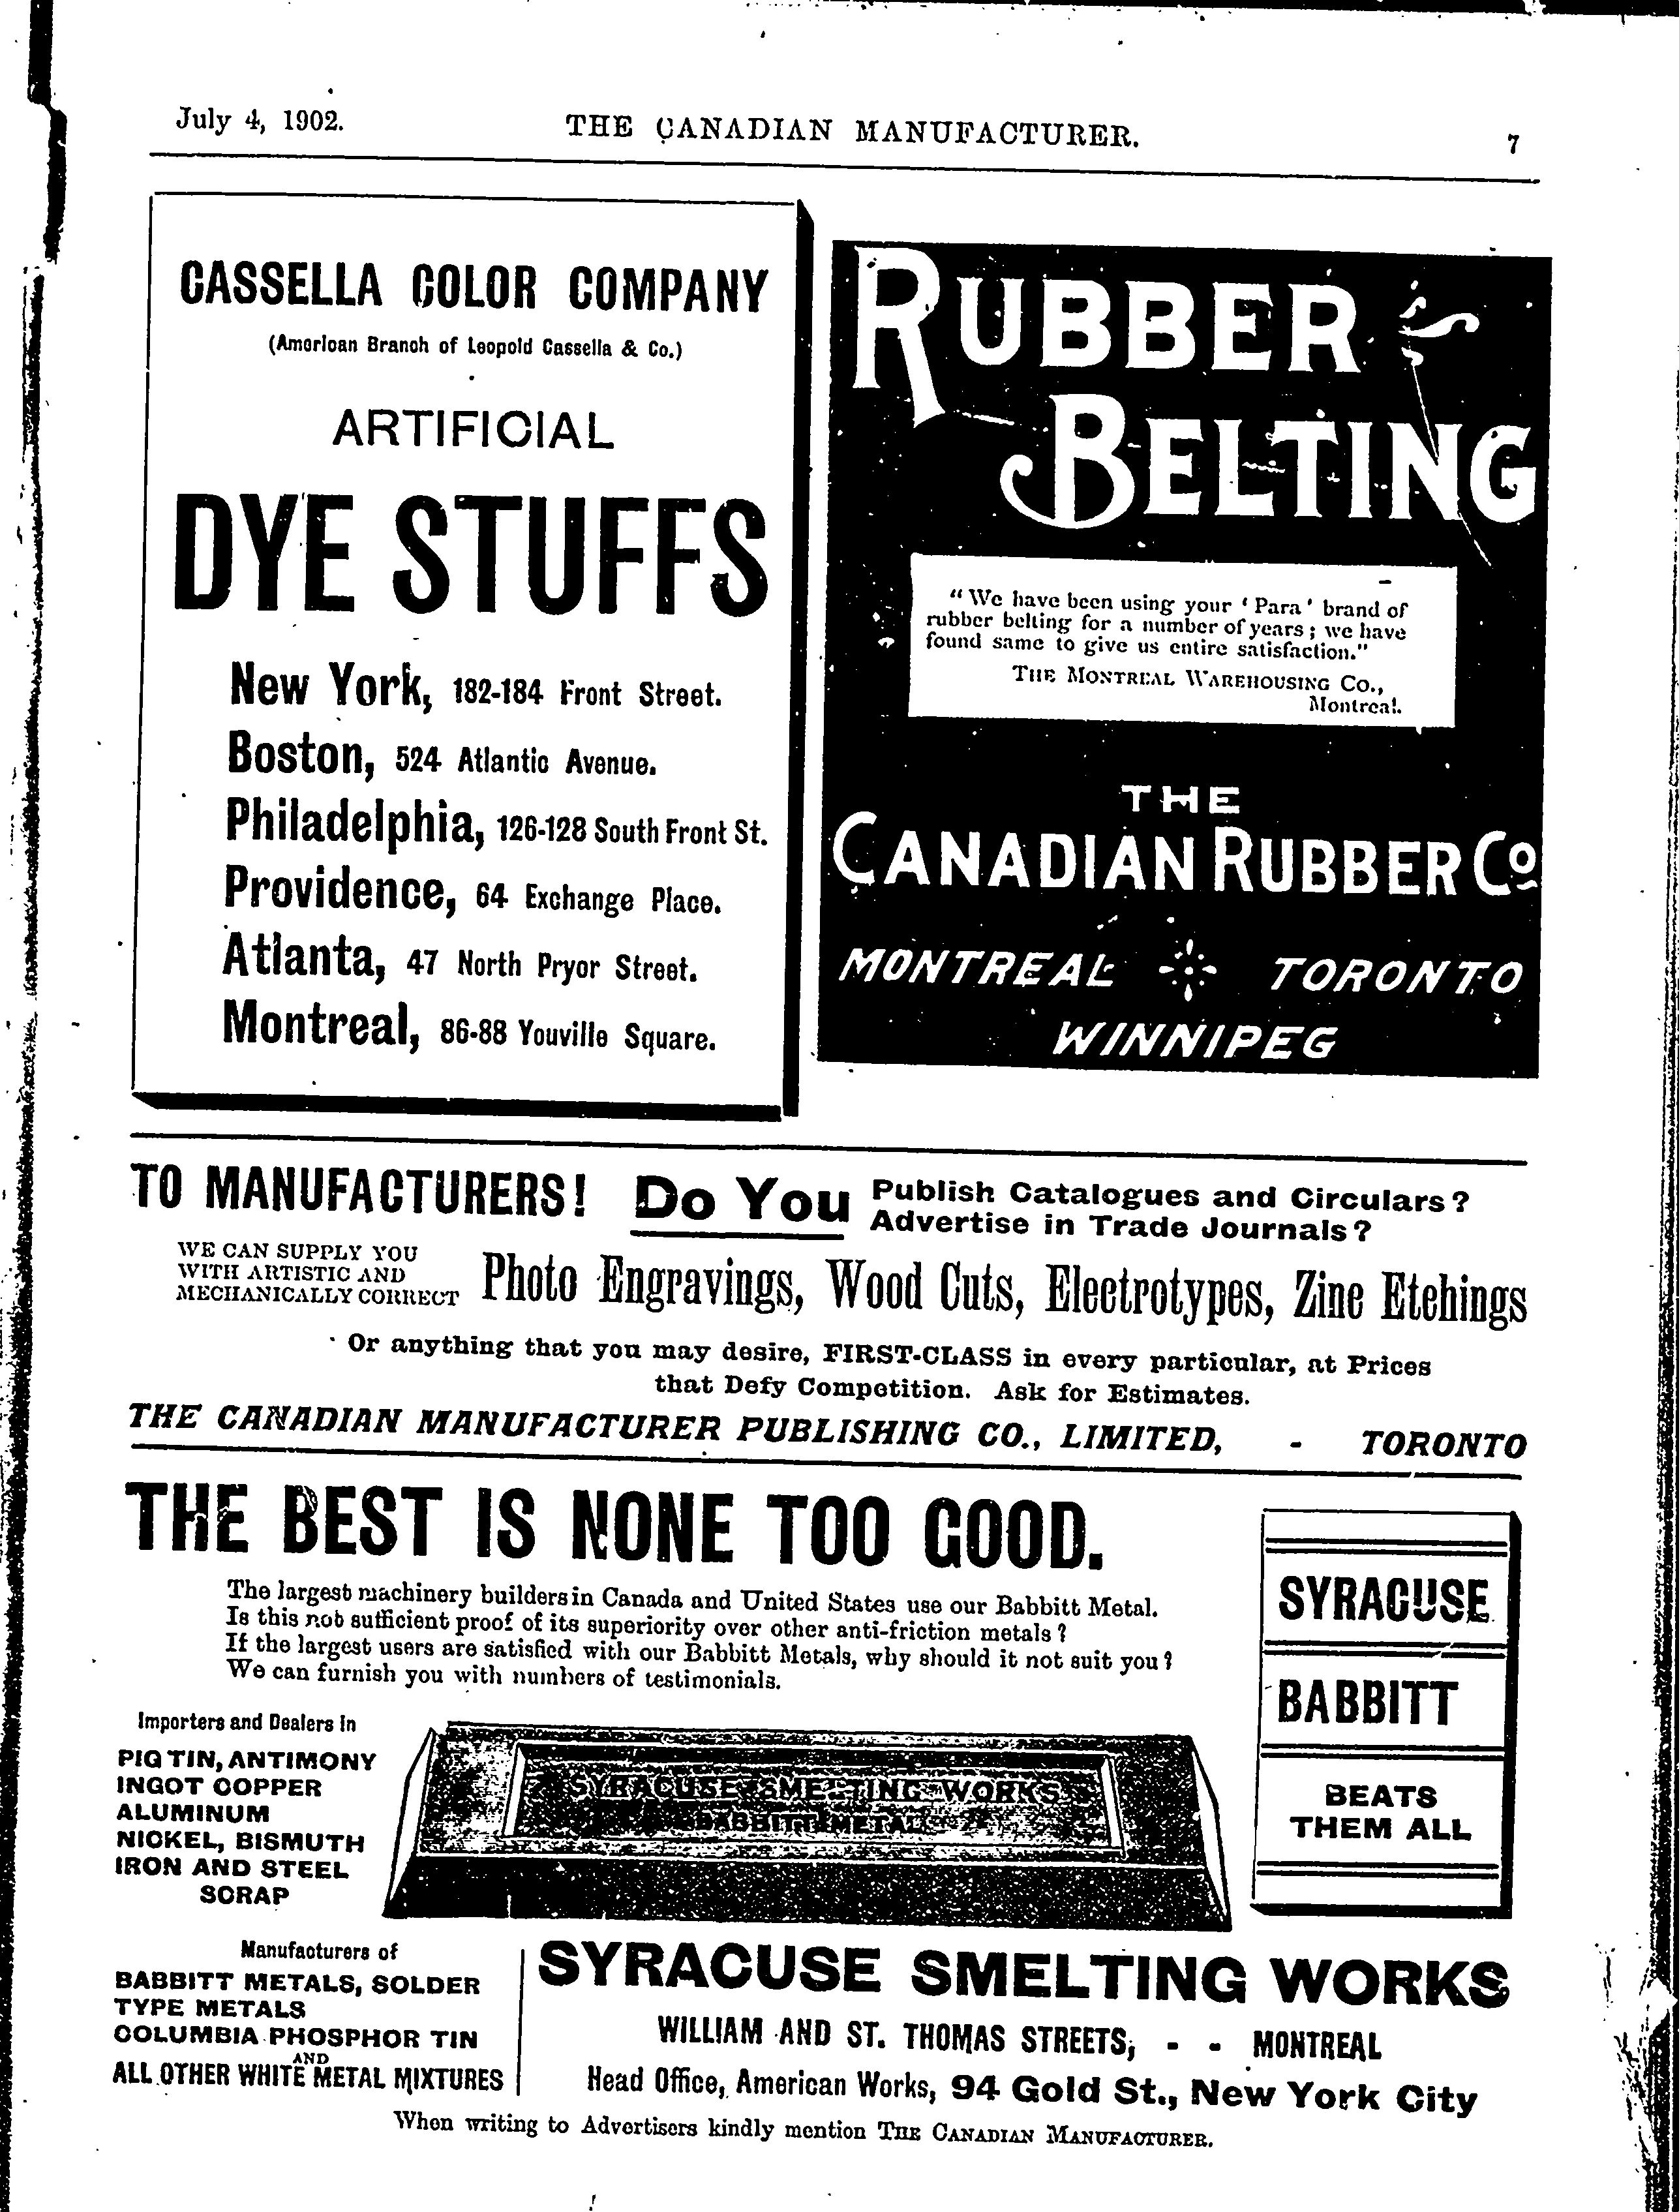 July 4, 1902.
THE CANADIAN MANUFACTURER.
7
CASSELLA COLOR COMPANY
(American Branch of Leopold Cassella & Co.)
ARTIFICIAL
DYE STUFFS
New York, 182-184 Front Street.
Boston, 524 Atlantic Avenue.
Philadelphia, 126-128 South Front St.
Providence, 64 Exchange Place.
Atlanta, 47 North Pryor Street.
Montreal, 86-88 Youville Square.
RUBBER
BELTING
"We have been using your 'Para' brand of
rubber belting for a number of years; we have
found same to give us entire satisfaction."
THE MONTREAL WAREHOUSING CO.,
Montreal.
THE
CANADIAN RUBBER Co
MONTREAL TORONTO
WINNIPEG
TO MANUFACTURERS! Do You
Publish Catalogues and Circulars?
Advertise in Trade Journals?
WE CAN SUPPLY YOU
WITH ARTISTIC AND
MECHANICALLY CORRECT
Photo Engravings, Wood Cuts, Electrotypes, Zinc Etchings
Or anything that you may desire, FIRST-CLASS in every particular, at Prices
that Defy Competition. Ask for Estimates.
THE CANADIAN MANUFACTURER PUBLISHING CO., LIMITED, - TORONTO
THE BEST IS NONE TOO GOOD.
The largest machinery builders in Canada and United States use our Babbitt Metal.
Is this not sufficient proof of its superiority over other anti-friction metals?
If the largest users are satisfied with our Babbitt Metals, why should it not suit you?
We can furnish you with numbers of testimonials.
SYRACUSE
BABBITT
BEATS
THEM ALL
Importers and Dealers in
PIG TIN, ANTIMONY
INGOT COPPER
ALUMINUM
NICKEL, BISMUTH
IRON AND STEEL
SCRAP
SYRACUSE SMELTING WORKS
BABBITT METAL
Manufacturers of
BABBITT METALS, SOLDER
TYPE METALS
COLUMBIA PHOSPHOR TIN
AND
ALL OTHER WHITE METAL MIXTURES
SYRACUSE SMELTING WORKS
WILLIAM AND ST. THOMAS STREETS, - - MONTREAL
Head Office, American Works, 94 Gold St., New York City
When writing to Advertisers kindly mention THE CANADIAN MANUFACTURER.